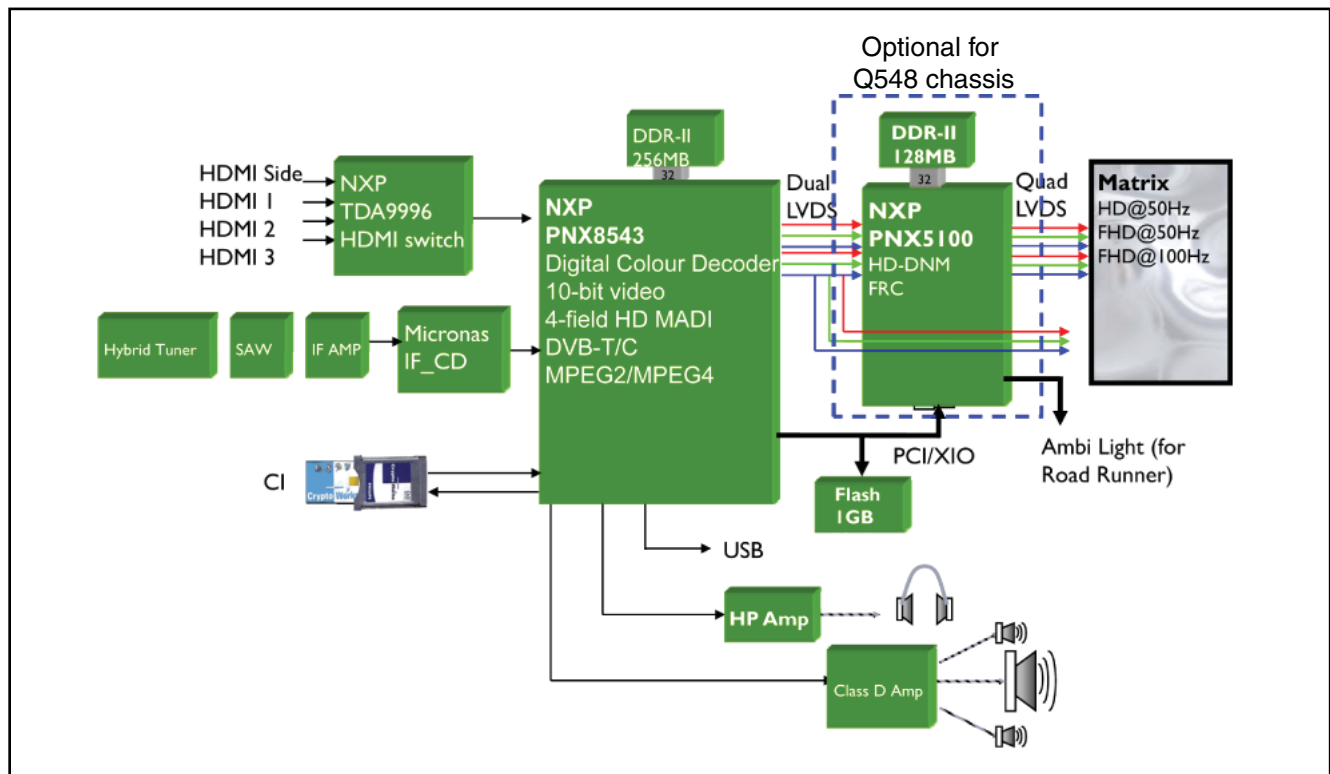 Optional for
Q548 chassis
DDR-II
256MB
32
DDR-II
128MB
32
HDMI Side
HDMI 1
HDMI 2
HDMI 3
NXP
TDA9996
HDMI switch
NXP
PNX8543
Digital Colour Decoder
10-bit video
4-field HD MADI
DVB-T/C
MPEG2/MPEG4
Dual
LVDS
NXP
PNX5100
HD-DNM
FRC
Quad
LVDS
Matrix
HD@50Hz
FHD@50Hz
FHD@100Hz
Hybrid Tuner
SAW
IF AMP
Micronas
IF_CD
CI
PCI/XIO
Ambi Light (for
Road Runner)
Flash
1GB
USB
HP Amp
Class D Amp